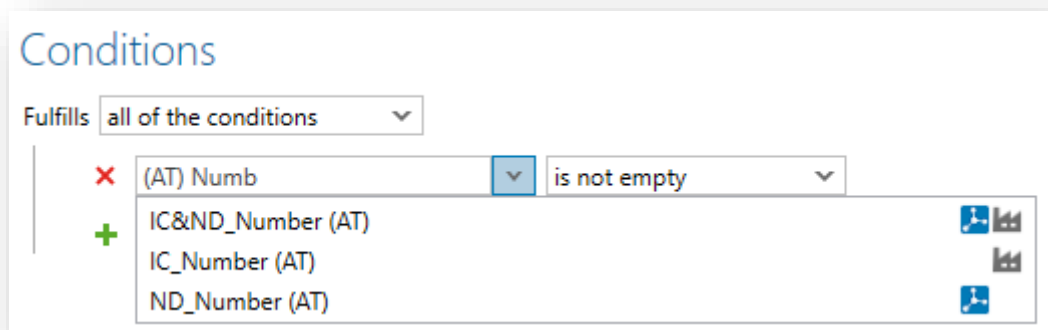 Conditions
Fulfills all of the conditions
(AT) Numb is not empty
IC&ND_Number (AT)
IC_Number (AT)
ND_Number (AT)